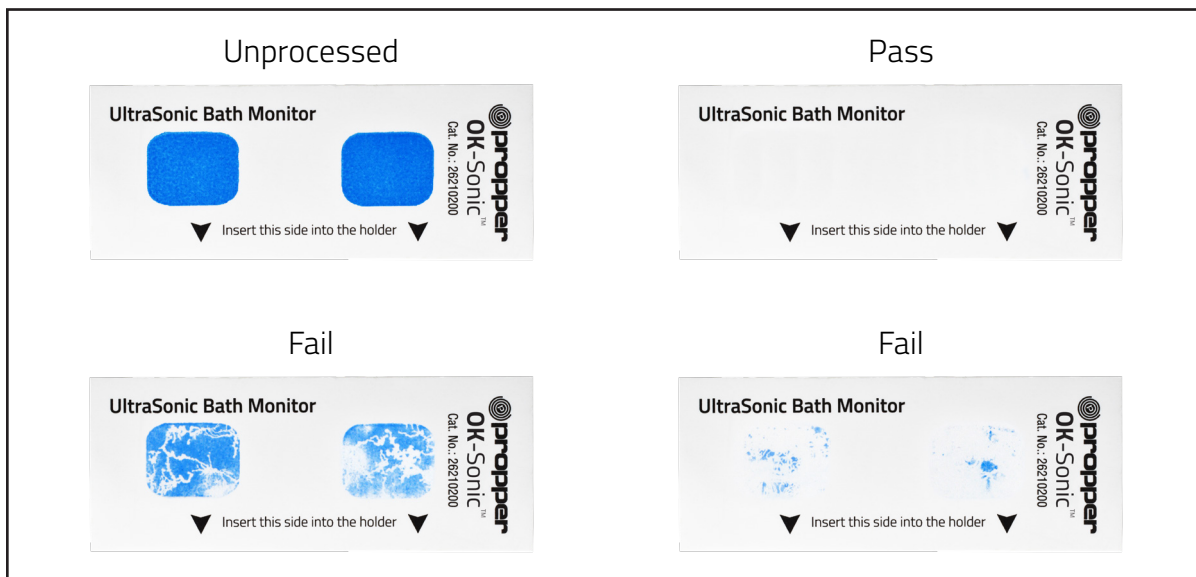 Unprocessed
UltraSonic Bath Monitor
Insert this side into the holder
propper
OK-Sonic™
Cat. No.: 26210200
Pass
UltraSonic Bath Monitor
Insert this side into the holder
propper
OK-Sonic™
Cat. No.: 26210200
Fail
UltraSonic Bath Monitor
Insert this side into the holder
propper
OK-Sonic™
Cat. No.: 26210200
Fail
UltraSonic Bath Monitor
Insert this side into the holder
propper
OK-Sonic™
Cat. No.: 26210200